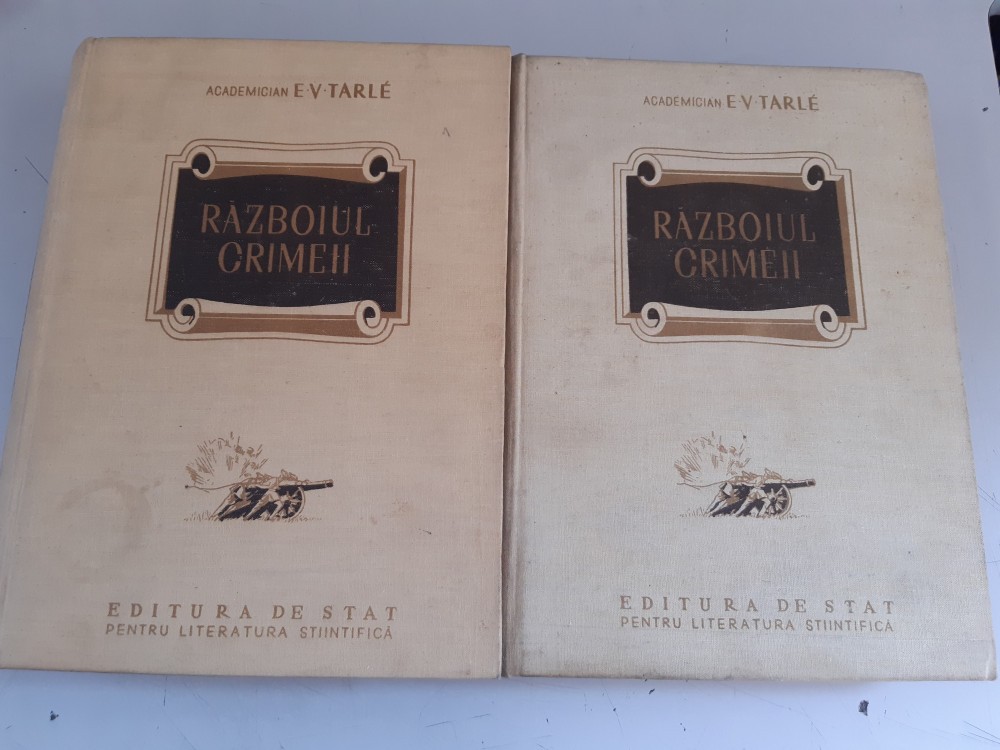 ACADEMICIAN E·V·TARLÉ
RĂZBOIUL
CRIMEII
EDITURA DE STAT
PENTRU LITERATURA STIINTIFICĂ
ACADEMICIAN E·V·TARLÉ
RĂZBOIUL
CRIMEII
EDITURA DE STAT
PENTRU LITERATURA STIINTIFICĂ